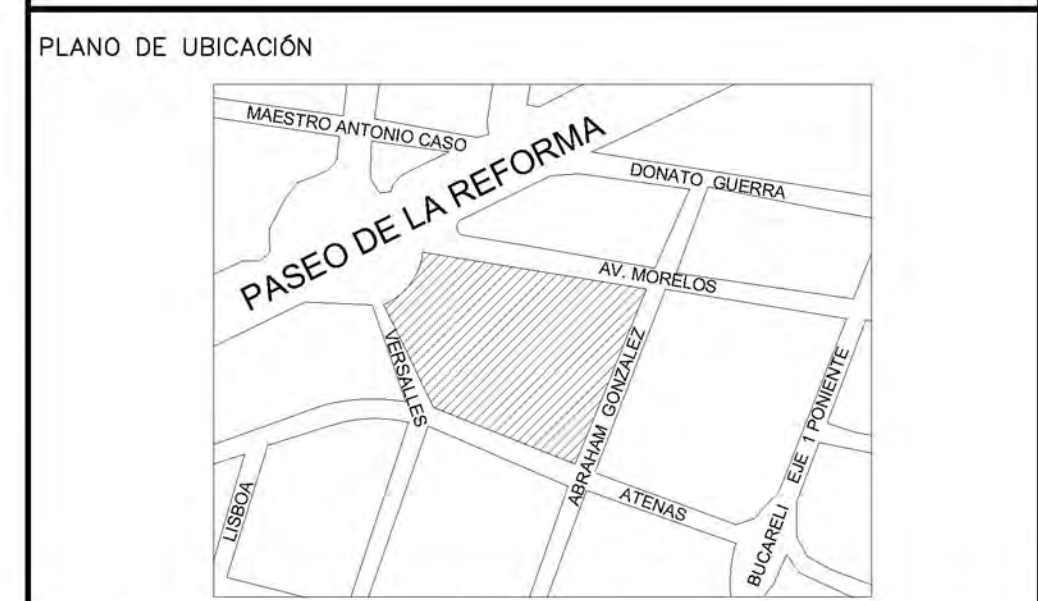 PLANO DE UBICACIÓN
MAESTRO ANTONIO CASO
PASEO DE LA REFORMA
DONATO GUERRA
AV. MORELOS
VERSALLES
ABRAHAM GONZALEZ
EJE 1 PONIENTE
LISBOA
ATENAS
BUCARELI